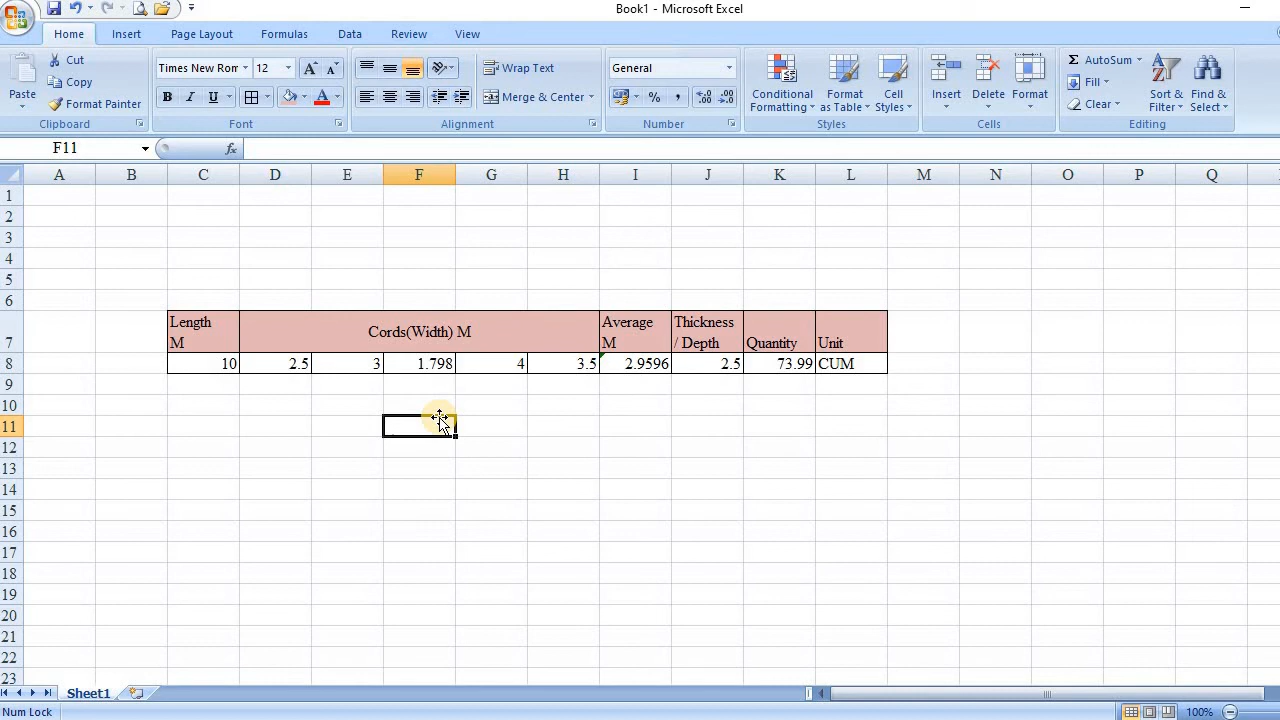 Book1 - Microsoft Excel
Home Insert Page Layout Formulas Data Review View
Paste
Cut
Copy
Format Painter
Clipboard
Times New Rom 12
B I U
Font
Wrap Text
Merge & Center
Alignment
General
Number
Conditional
Formatting
Format
as Table
Cell
Styles
Styles
Insert
Delete
Format
Cells
AutoSum
Fill
Clear
Sort &
Filter
Find &
Select
Editing
F11 fx
A B C D E F G H I J K L M N O P Q
1
2
3
4
5
6
7
Length
M
Cords(Width) M
Average
M
Thickness
/ Depth
Quantity
Unit
8 10 2.5 3 1.798 4 3.5 2.9596 2.5 73.99 CUM
9
10
11
12
13
14
15
16
17
18
19
20
21
22
23
Sheet1
Num Lock
100%